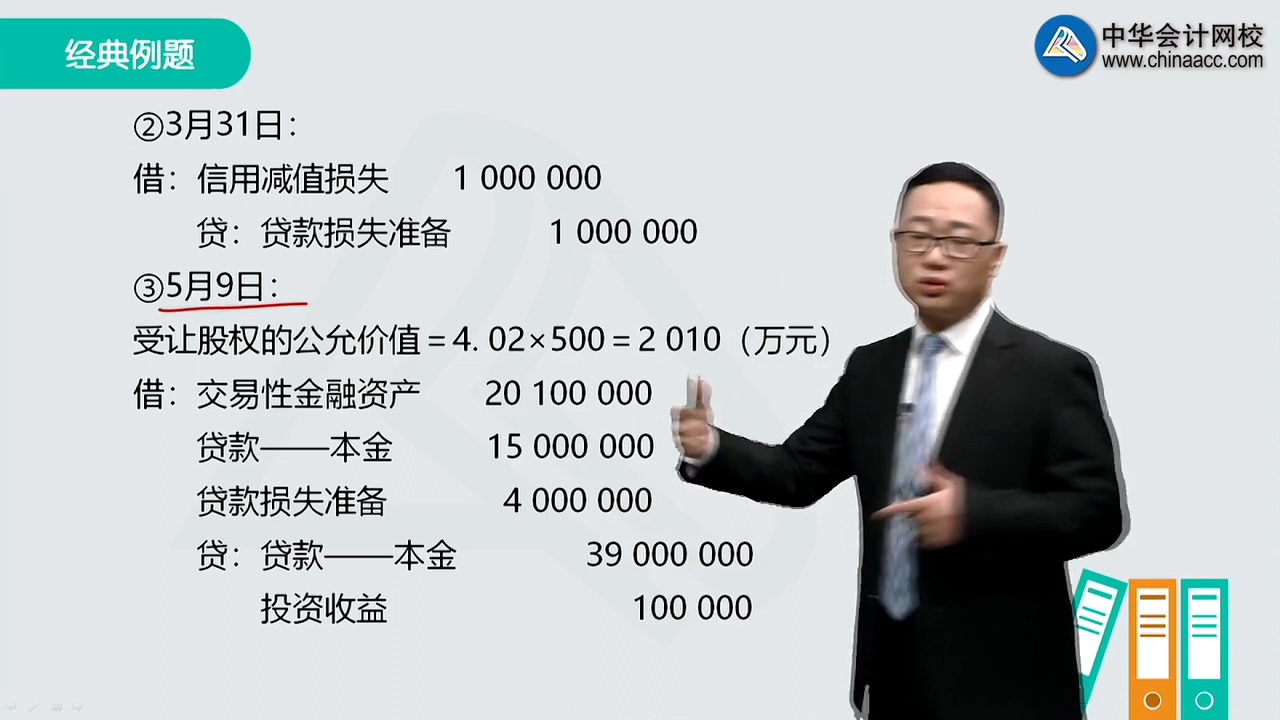 经典例题
中华会计网校
www.chinaacc.com
②3月31日：
借：信用减值损失 1 000 000
贷：贷款损失准备 1 000 000
③5月9日：
受让股权的公允价值＝4. 02×500＝2 010（万元）
借：交易性金融资产 20 100 000
贷款——本金 15 000 000
贷款损失准备 4 000 000
贷：贷款——本金 39 000 000
投资收益 100 000